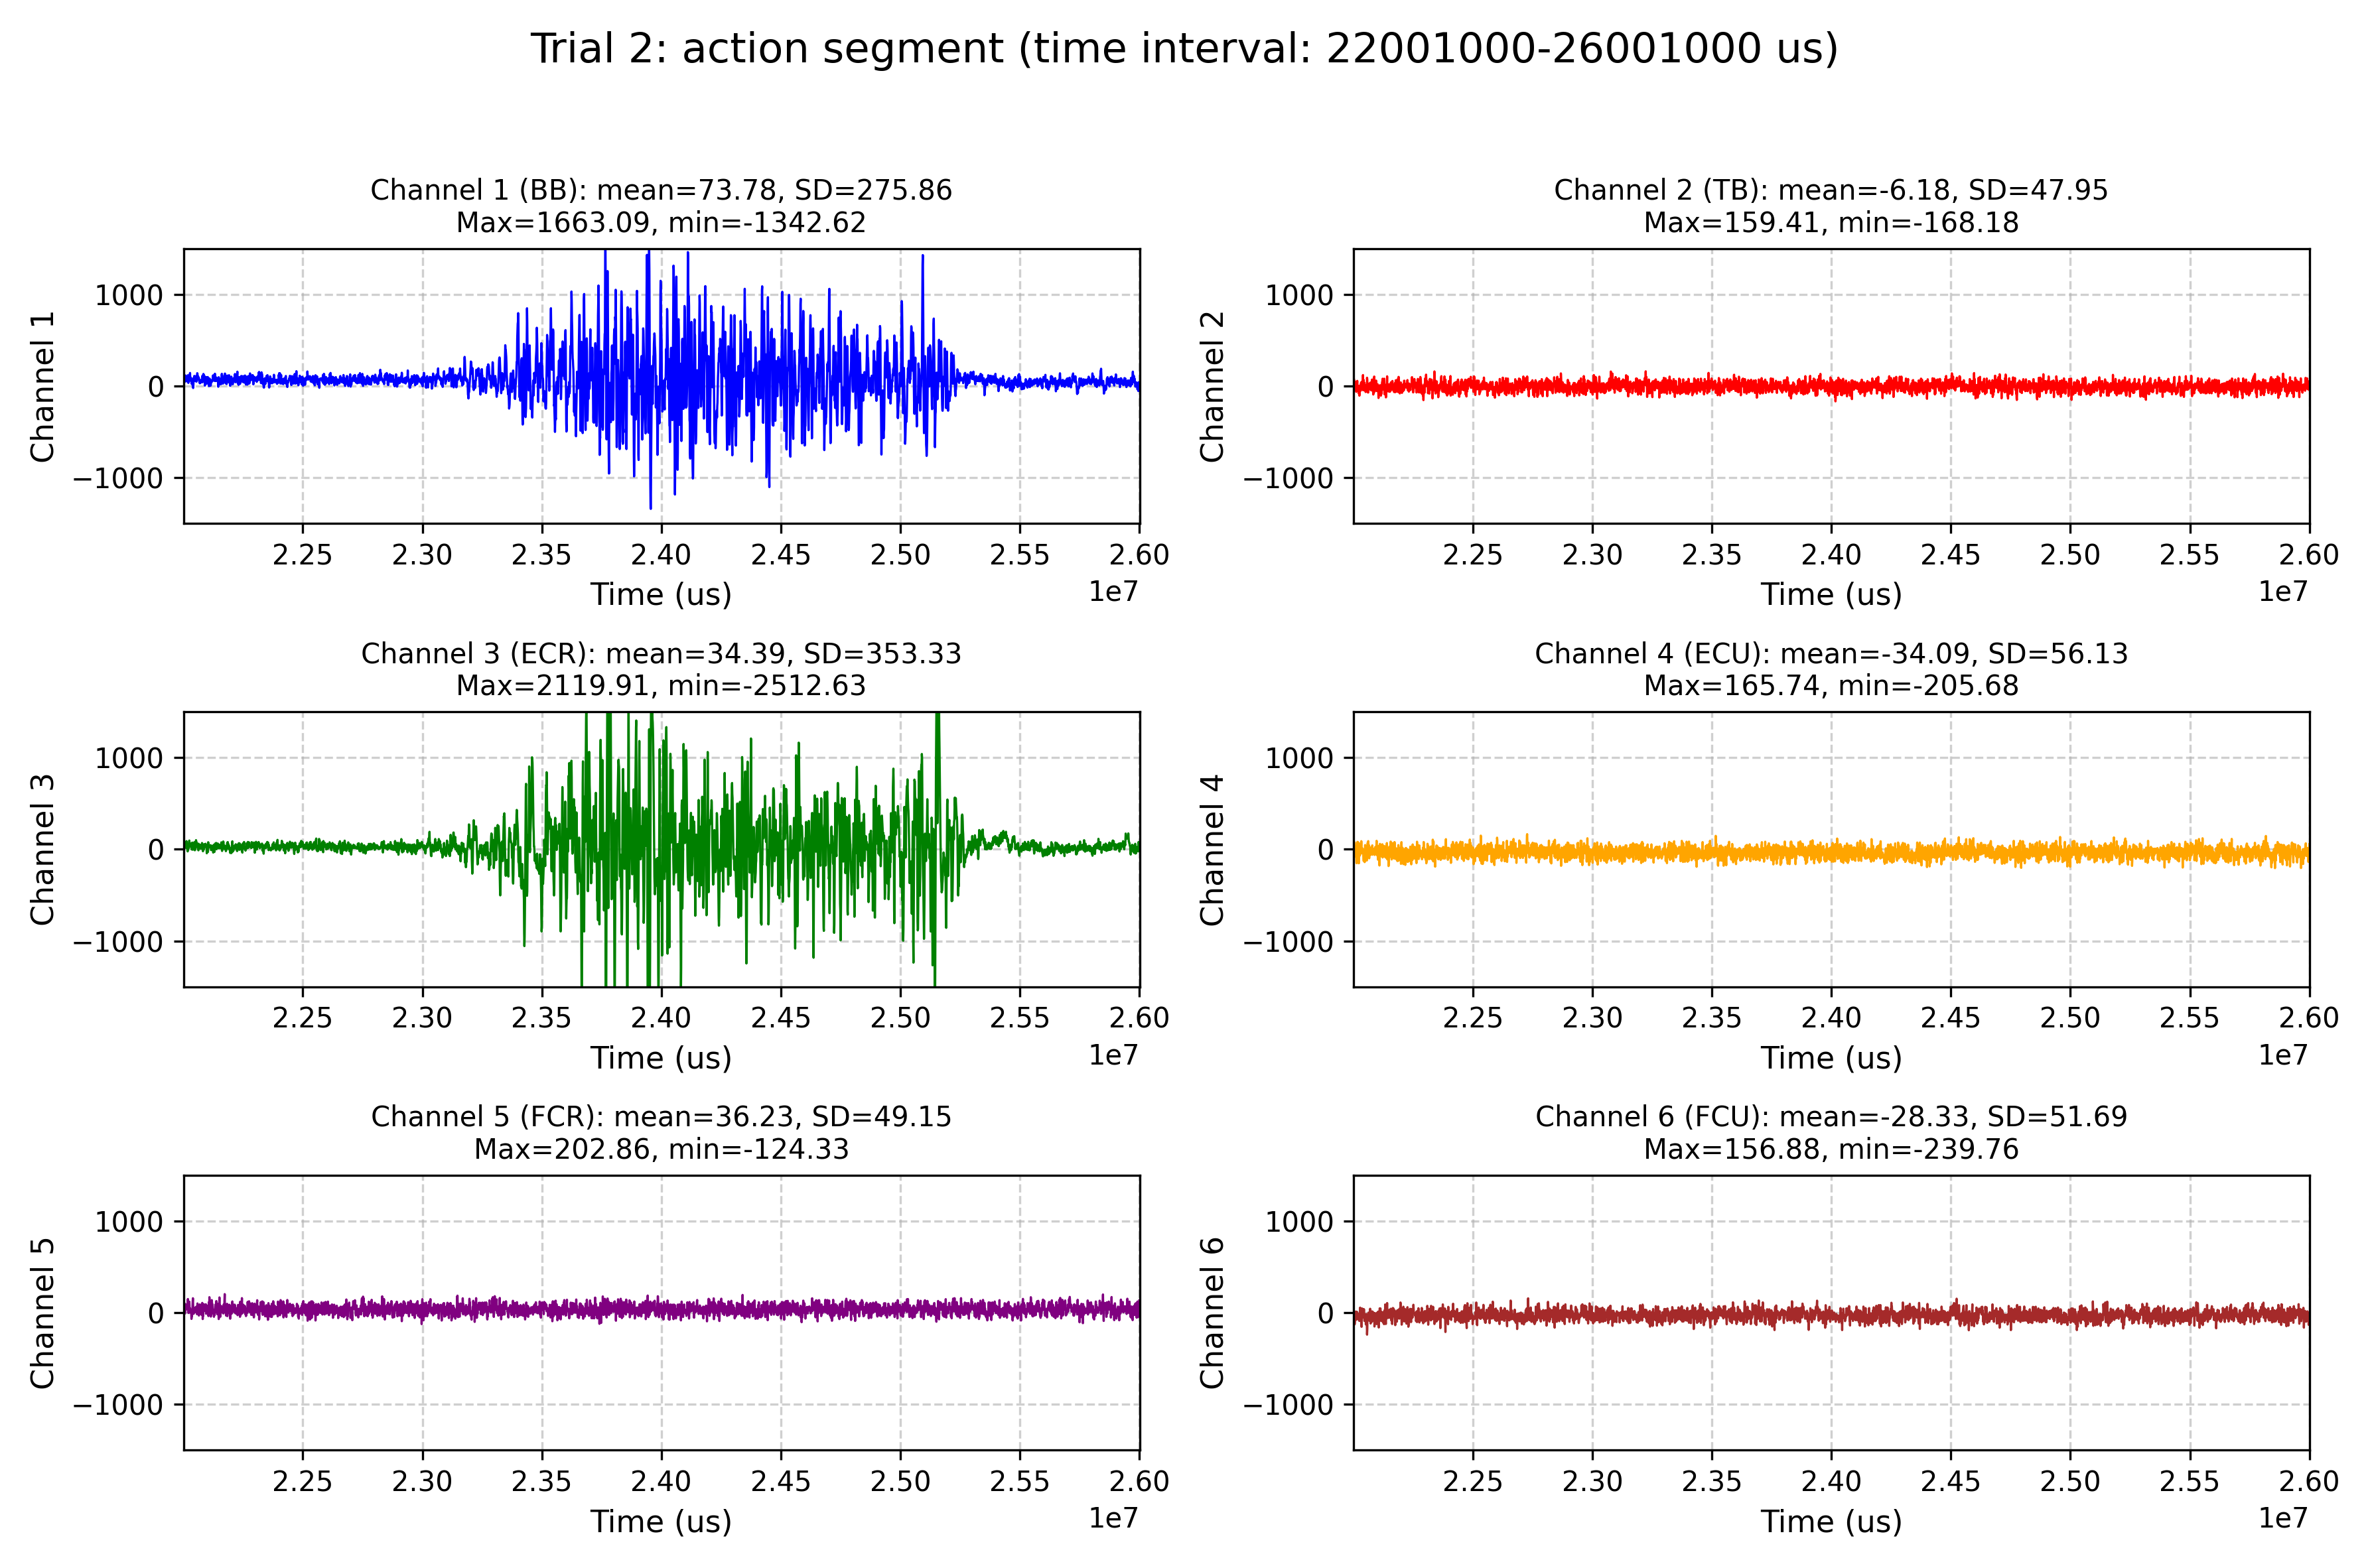 Trial 2: action segment (time interval: 22001000-26001000 us)
Channel 1 (BB): mean=73.78, SD=275.86
Max=1663.09, min=-1342.62
Channel 1
1000
0
−1000
2.25 2.30 2.35 2.40 2.45 2.50 2.55 2.60
Time (us)
1e7
Channel 2 (TB): mean=-6.18, SD=47.95
Max=159.41, min=-168.18
Channel 2
1000
0
−1000
2.25 2.30 2.35 2.40 2.45 2.50 2.55 2.60
Time (us)
1e7
Channel 3 (ECR): mean=34.39, SD=353.33
Max=2119.91, min=-2512.63
Channel 3
1000
0
−1000
2.25 2.30 2.35 2.40 2.45 2.50 2.55 2.60
Time (us)
1e7
Channel 4 (ECU): mean=-34.09, SD=56.13
Max=165.74, min=-205.68
Channel 4
1000
0
−1000
2.25 2.30 2.35 2.40 2.45 2.50 2.55 2.60
Time (us)
1e7
Channel 5 (FCR): mean=36.23, SD=49.15
Max=202.86, min=-124.33
Channel 5
1000
0
−1000
2.25 2.30 2.35 2.40 2.45 2.50 2.55 2.60
Time (us)
1e7
Channel 6 (FCU): mean=-28.33, SD=51.69
Max=156.88, min=-239.76
Channel 6
1000
0
−1000
2.25 2.30 2.35 2.40 2.45 2.50 2.55 2.60
Time (us)
1e7